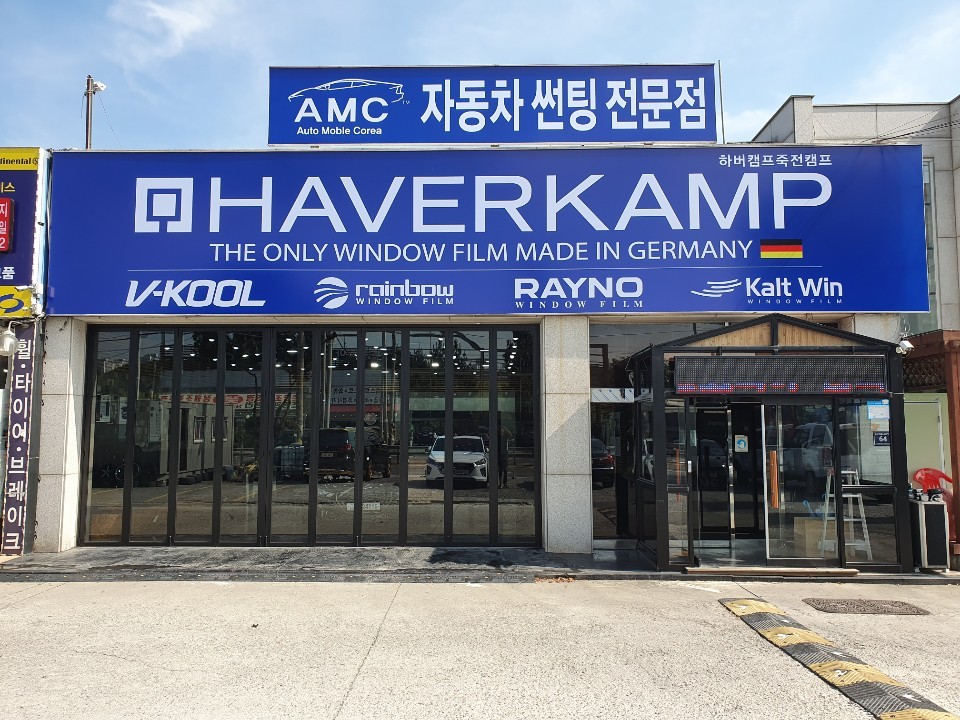 AMC
Auto Moble Corea
자동차 썬팅 전문점
하버캠프죽전캠프
HAVERKAMP
THE ONLY WINDOW FILM MADE IN GERMANY
V-KOOL
rainbow
WINDOW FILM
RAYNO
WINDOW FILM
Kalt Win
WINDOW FILM
휠·타이어·브레이크
64